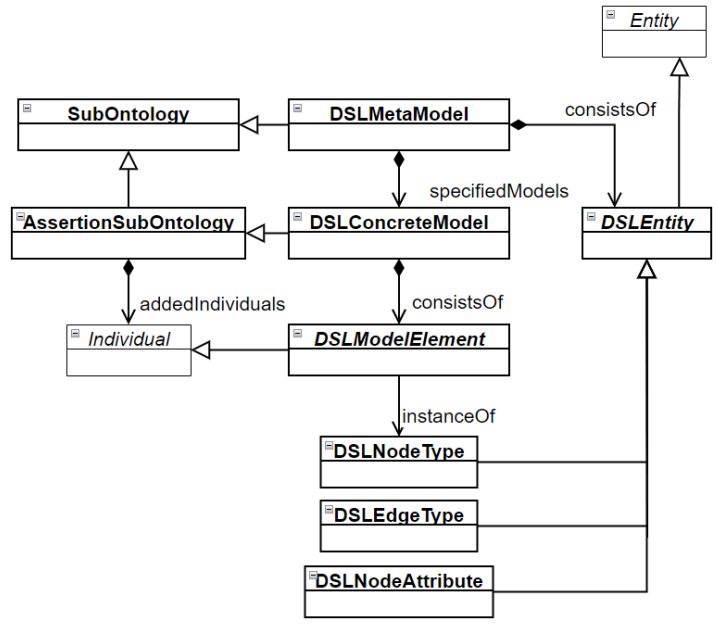 Entity
SubOntology
DSLMetaModel
consistsOf
specifiedModels
AssertionSubOntology
DSLConcreteModel
DSLEntity
addedIndividuals
consistsOf
Individual
DSLModelElement
instanceOf
DSLNodeType
DSLEdgeType
DSLNodeAttribute